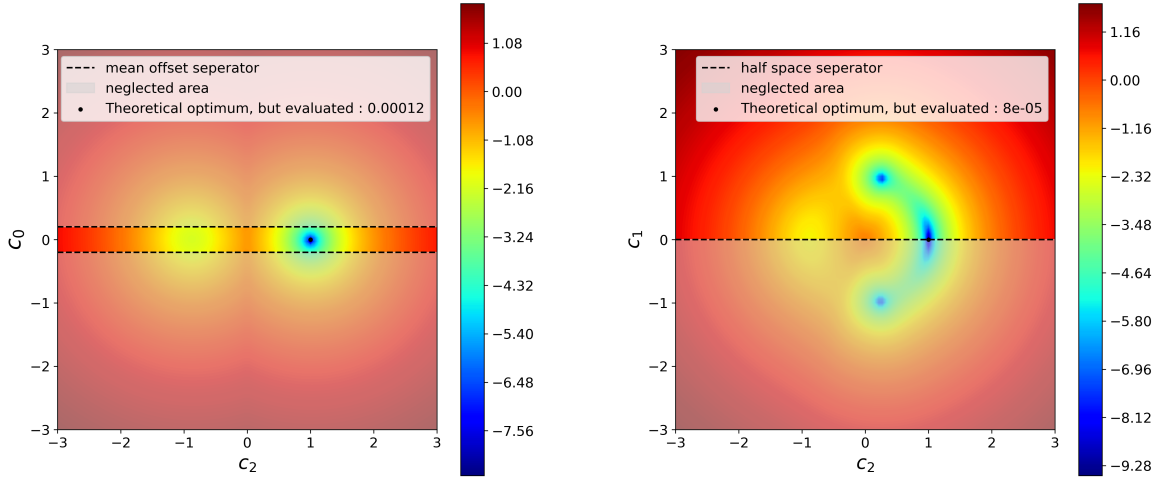 mean offset seperator
neglected area
Theoretical optimum, but evaluated : 0.00012
3
2
1
0
−1
−2
−3
c0
−3 −2 −1 0 1 2 3
c2
1.08
0.00
−1.08
−2.16
−3.24
−4.32
−5.40
−6.48
−7.56
half space seperator
neglected area
Theoretical optimum, but evaluated : 8e-05
3
2
1
0
−1
−2
−3
c1
−3 −2 −1 0 1 2 3
c2
1.16
0.00
−1.16
−2.32
−3.48
−4.64
−5.80
−6.96
−8.12
−9.28